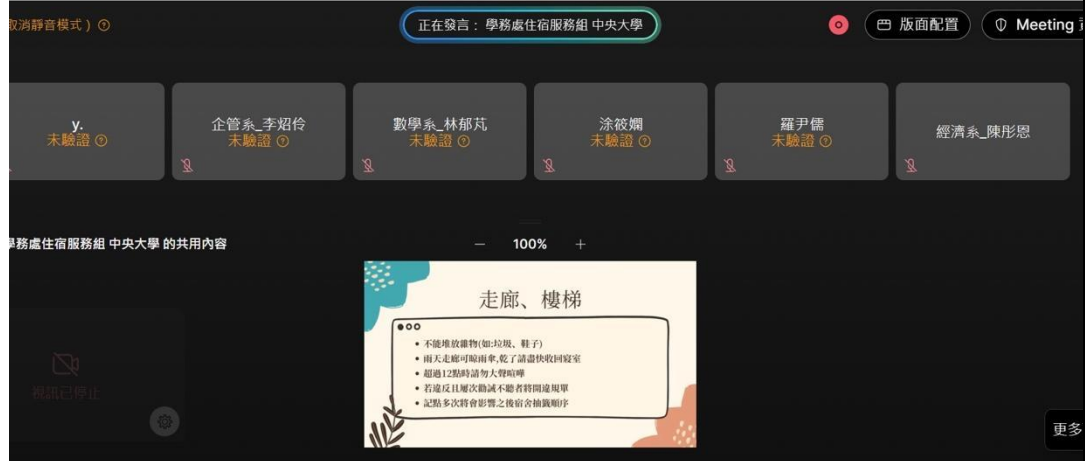 取消靜音模式)
正在發言: 學務處住宿服務組 中央大學
版面配置
Meeting
y.
未驗證
企管系_李炤伶
未驗證
數學系_林郁芃
未驗證
涂筱嫻
未驗證
羅尹儒
未驗證
經濟系_陳彤恩
學務處住宿服務組 中央大學 的共用內容
100%
視訊已停止
走廊、樓梯
不能堆放雜物(如:垃圾、鞋子)
雨天走廊可晾雨傘,乾了請盡快收回寢室
超過12點時請勿大聲喧嘩
若違反且屢次勸誡不聽者將開違規單
記點多次將會影響之後宿舍抽籤順序
更多